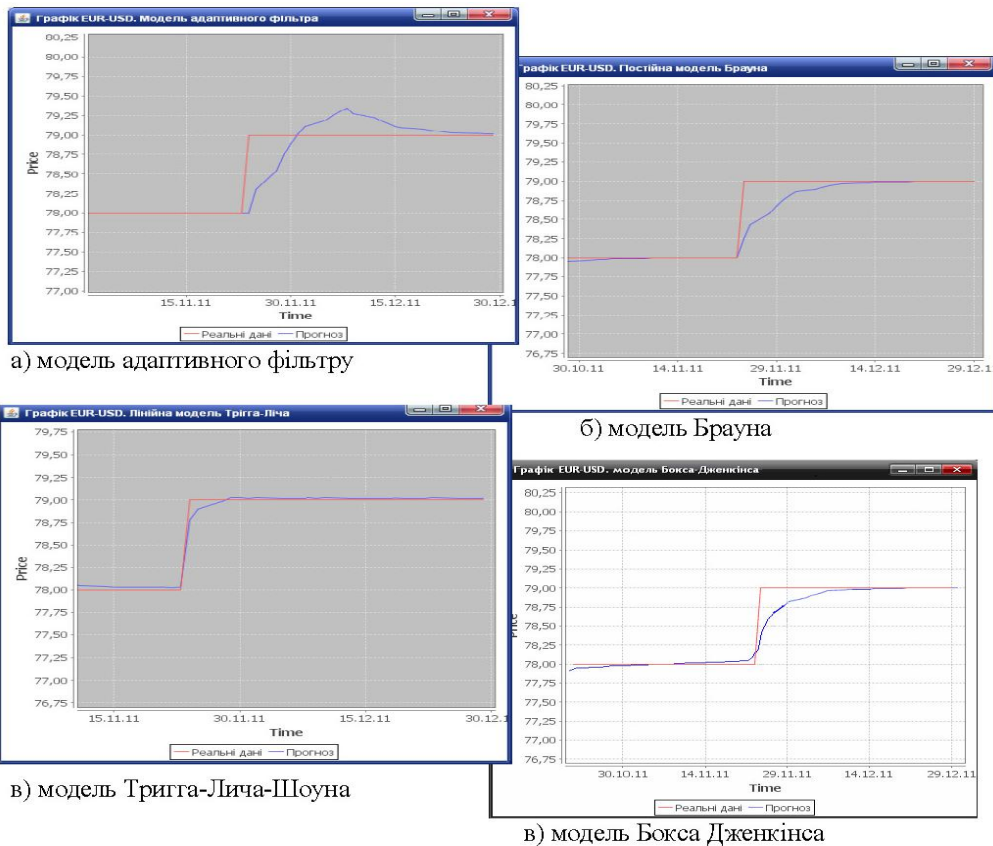 Графік EUR-USD. Модель адаптивного фільтра
80,25
80,00
79,75
79,50
79,25
79,00
78,75
78,50
78,25
78,00
77,75
77,50
77,25
77,00
Price
15.11.11 30.11.11 15.12.11 30.12.1
Time
Реальні дані Прогноз
а) модель адаптивного фільтру
Графік EUR-USD. Постійна модель Брауна
80,25
80,00
79,75
79,50
79,25
79,00
78,75
78,50
78,25
78,00
77,75
77,50
77,25
77,00
76,75
30.10.11 14.11.11 29.11.11 14.12.11 29.12.1
Time
Реальні дані Прогноз
б) модель Брауна
Графік EUR-USD. Лінійна модель Трігга-Ліча
79,75
79,50
79,25
79,00
78,75
78,50
78,25
78,00
77,75
77,50
77,25
77,00
76,75
Price
15.11.11 30.11.11 15.12.11 30.12.1
Time
Реальні дані Прогноз
в) модель Тригга-Лича-Шоуна
Графік EUR-USD. модель Бокса-Дженкінса
80,25
80,00
79,75
79,50
79,25
79,00
78,75
78,50
78,25
78,00
77,75
77,50
77,25
77,00
76,75
Price
30.10.11 14.11.11 29.11.11 14.12.11 29.12.11
Time
Реальні дані Прогноз
в) модель Бокса Дженкінса